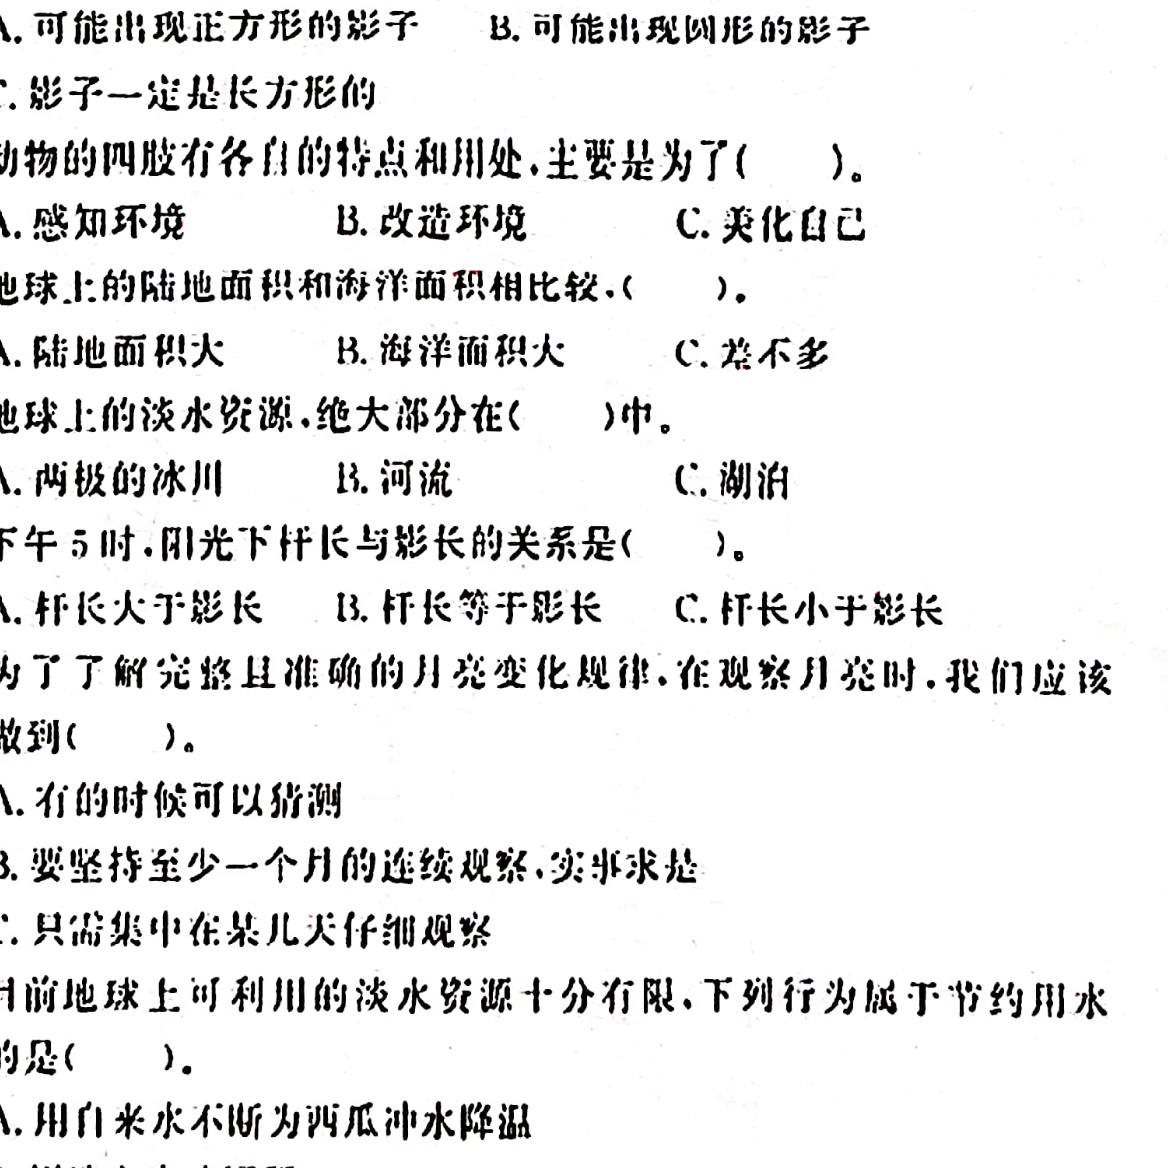 A. 可能出现正方形的影子 B. 可能出现圆形的影子
C. 影子一定是长方形的
动物的四肢有各自的特点和用处,主要是为了( )。
A. 感知环境 B. 改造环境 C. 美化自己
地球上的陆地面积和海洋面积相比较,( )。
A. 陆地面积大 B. 海洋面积大 C. 差不多
地球上的淡水资源,绝大部分在( )中。
A. 两极的冰川 B. 河流 C. 湖泊
下午5时,阳光下杆长与影长的关系是( )。
A. 杆长大于影长 B. 杆长等于影长 C. 杆长小于影长
为了了解完整且准确的月亮变化规律,在观察月亮时,我们应该
做到( )。
A. 有的时候可以猜测
B. 要坚持至少一个月的连续观察,实事求是
C. 只需集中在某几天仔细观察
目前地球上可利用的淡水资源十分有限,下列行为属于节约用水
的是( )。
A. 用自来水不断为西瓜冲水降温